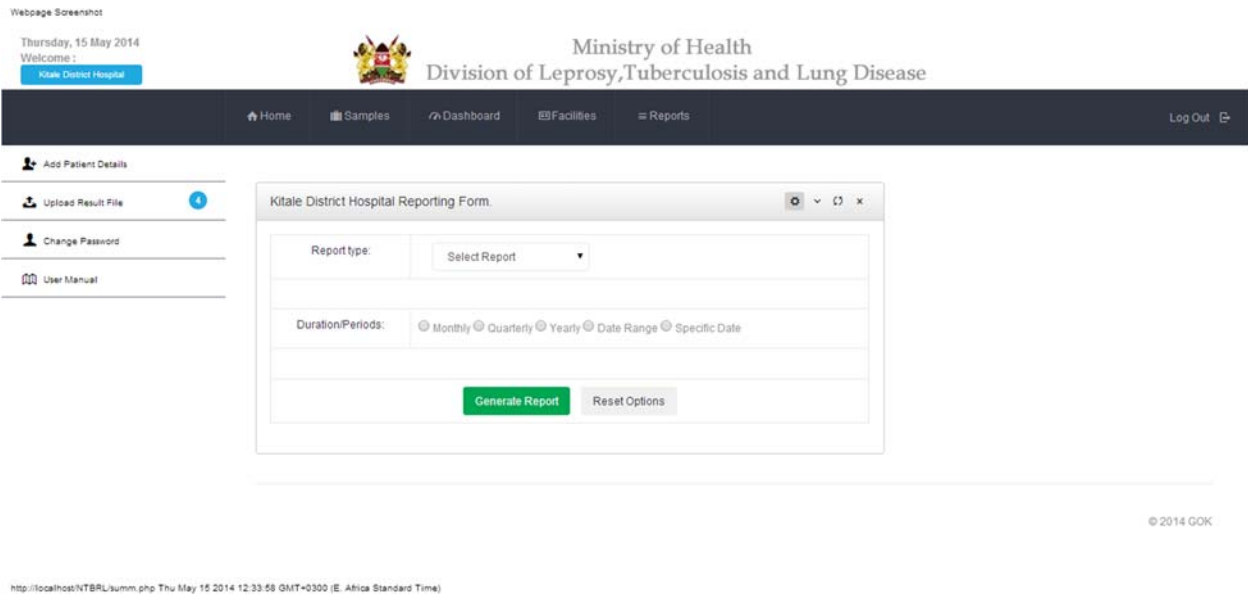 Webpage Screenshot
Thursday, 15 May 2014
Welcome :
Kitale District Hospital
Ministry of Health
Division of Leprosy,Tuberculosis and Lung Disease
Home Samples Dashboard Facilities Reports Log Out
Add Patient Details
Upload Result File 4
Change Password
User Manual
Kitale District Hospital Reporting Form.
Report type: Select Report
Duration/Periods: Monthly Quarterly Yearly Date Range Specific Date
Generate Report Reset Options
© 2014 GOK
http://localhost/NTBRL/summ.php Thu May 15 2014 12:33:58 GMT+0300 (E. Africa Standard Time)